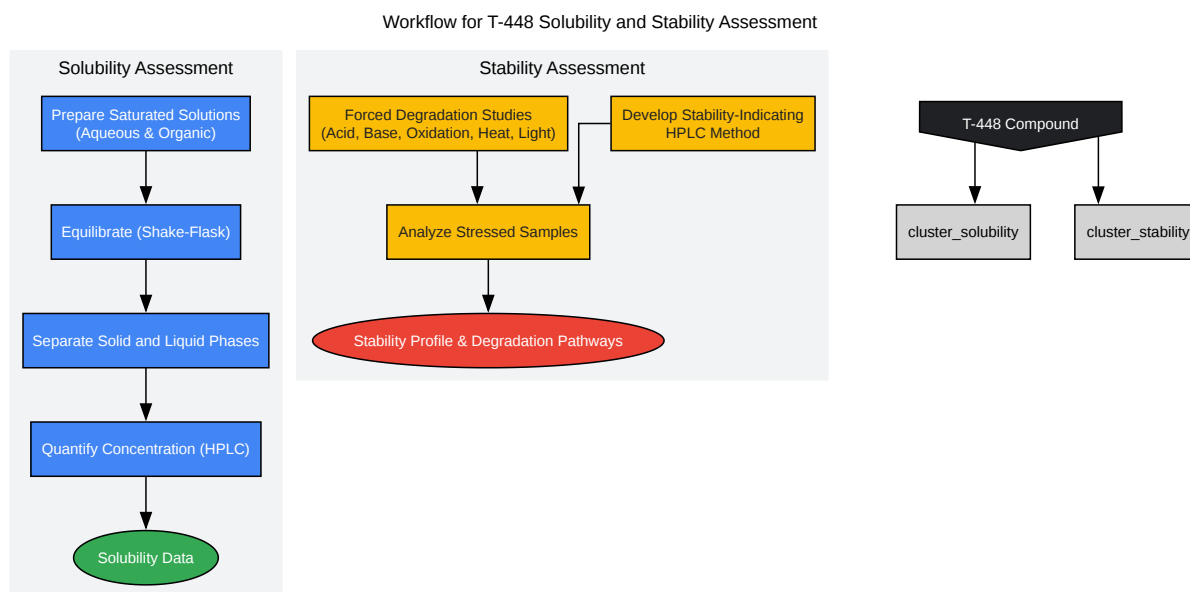 Workflow for T-448 Solubility and Stability Assessment
Solubility Assessment
Prepare Saturated Solutions
(Aqueous & Organic)
Equilibrate (Shake-Flask)
Separate Solid and Liquid Phases
Quantify Concentration (HPLC)
Solubility Data
Stability Assessment
Forced Degradation Studies
(Acid, Base, Oxidation, Heat, Light)
Develop Stability-Indicating
HPLC Method
Analyze Stressed Samples
Stability Profile & Degradation Pathways
T-448 Compound
cluster_solubility
cluster_stability